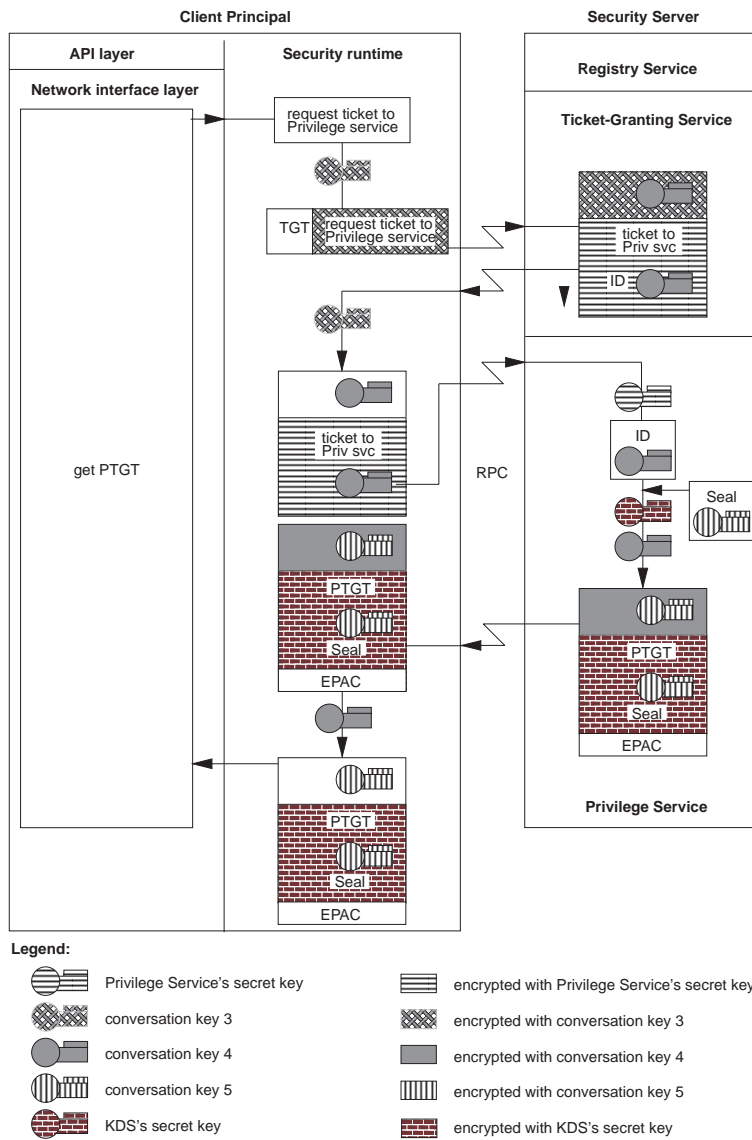 Client Principal
Security Server
API layer
Security runtime
Registry Service
Network interface layer
request ticket to
Privilege service
Ticket-Granting Service
TGT
request ticket to
Privilege service
ticket to
Priv svc
ID
ticket to
Priv svc
get PTGT
RPC
ID
Seal
PTGT
Seal
EPAC
PTGT
Seal
EPAC
Privilege Service
PTGT
Seal
EPAC
Legend:
Privilege Service's secret key
encrypted with Privilege Service's secret key
conversation key 3
encrypted with conversation key 3
conversation key 4
encrypted with conversation key 4
conversation key 5
encrypted with conversation key 5
KDS's secret key
encrypted with KDS's secret key